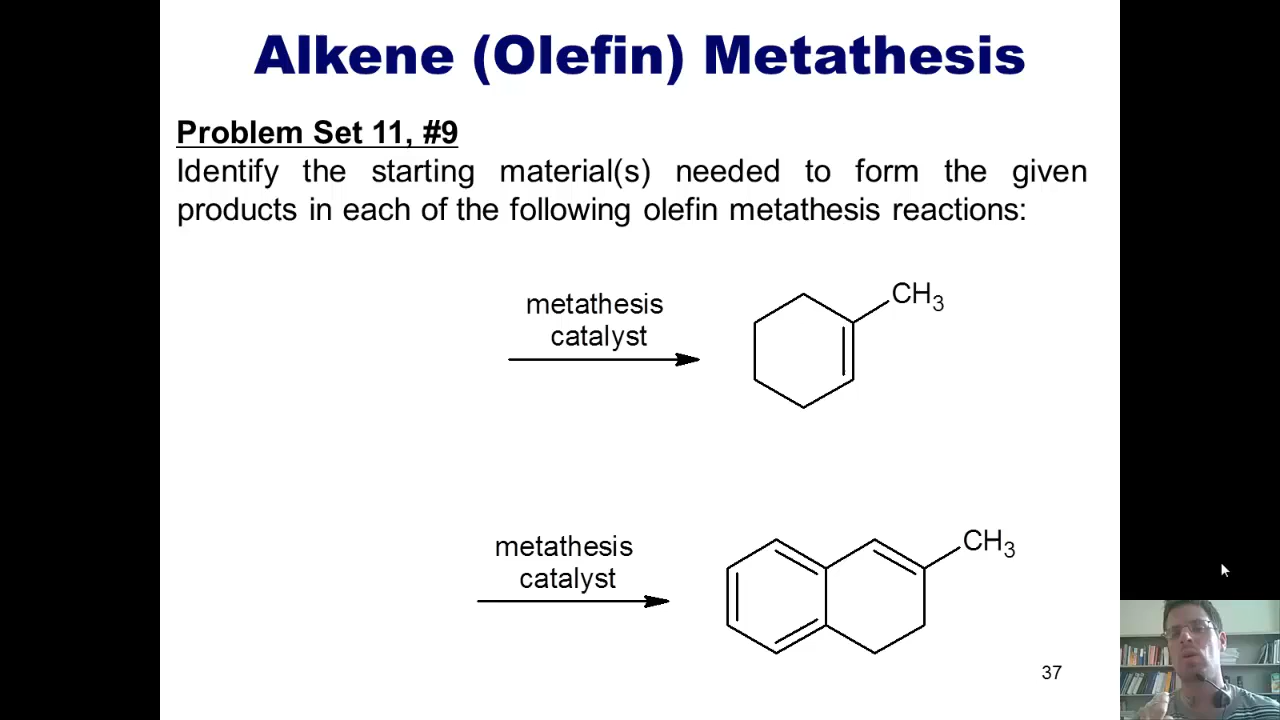 Alkene (Olefin) Metathesis
Problem Set 11, #9
Identify the starting material(s) needed to form the given
products in each of the following olefin metathesis reactions:
metathesis
catalyst
CH₃
metathesis
catalyst
CH₃
37